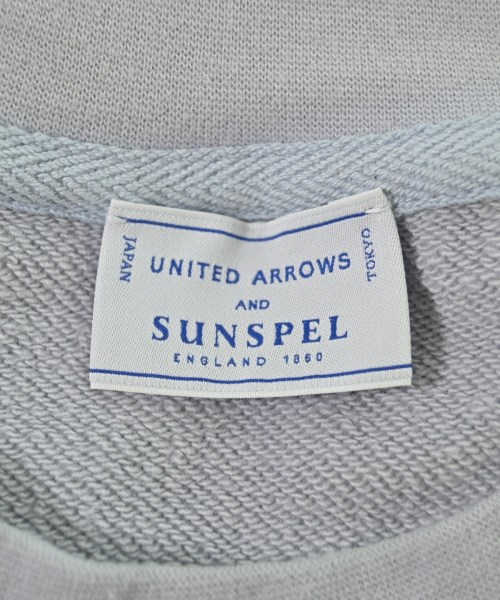 JAPAN
UNITED ARROWS
TOKYO
AND
SUNSPEL
ENGLAND 1860